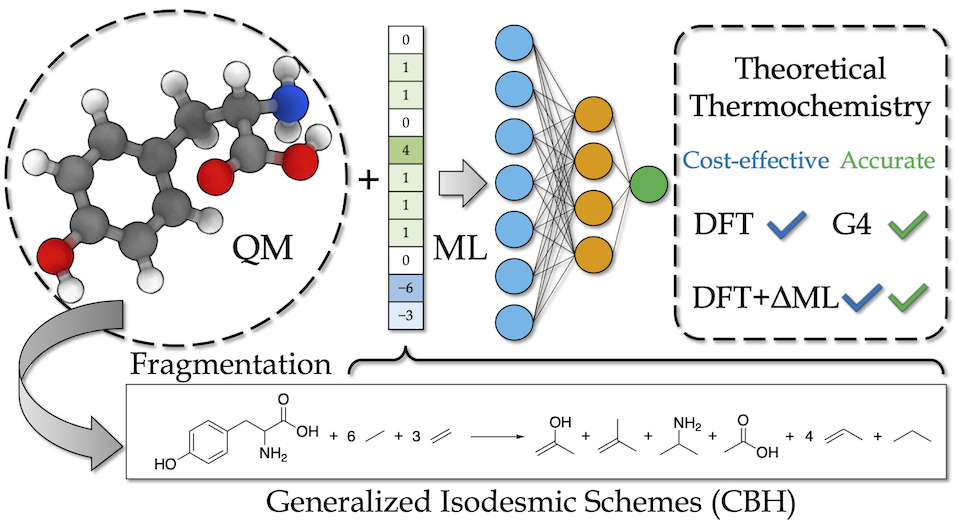 0
1
1
0
4
1
1
1
0
−6
−3
QM
+
ML
Theoretical
Thermochemistry
Cost-effective Accurate
DFT G4
DFT+ΔML
Fragmentation
O
OH
NH₂
HO
+ 6 + 3
OH
+
+
NH₂
+
O
OH
+ 4 +
Generalized Isodesmic Schemes (CBH)